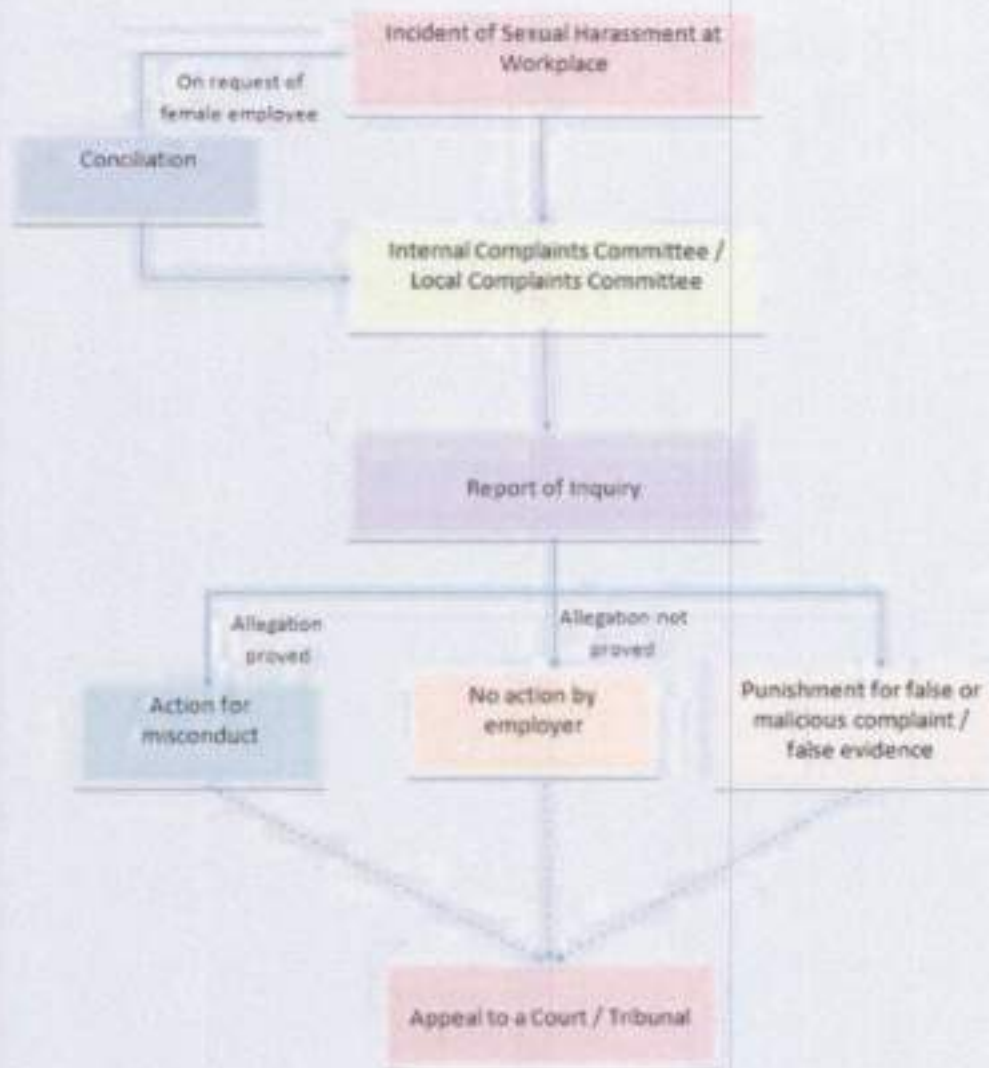 Incident of Sexual Harassment at
Workplace
On request of
female employee
Conciliation
Internal Complaints Committee /
Local Complaints Committee
Report of Inquiry
Allegation
proved
Allegation not
proved
Action for
misconduct
No action by
employer
Punishment for false or
malicious complaint /
false evidence
Appeal to a Court / Tribunal